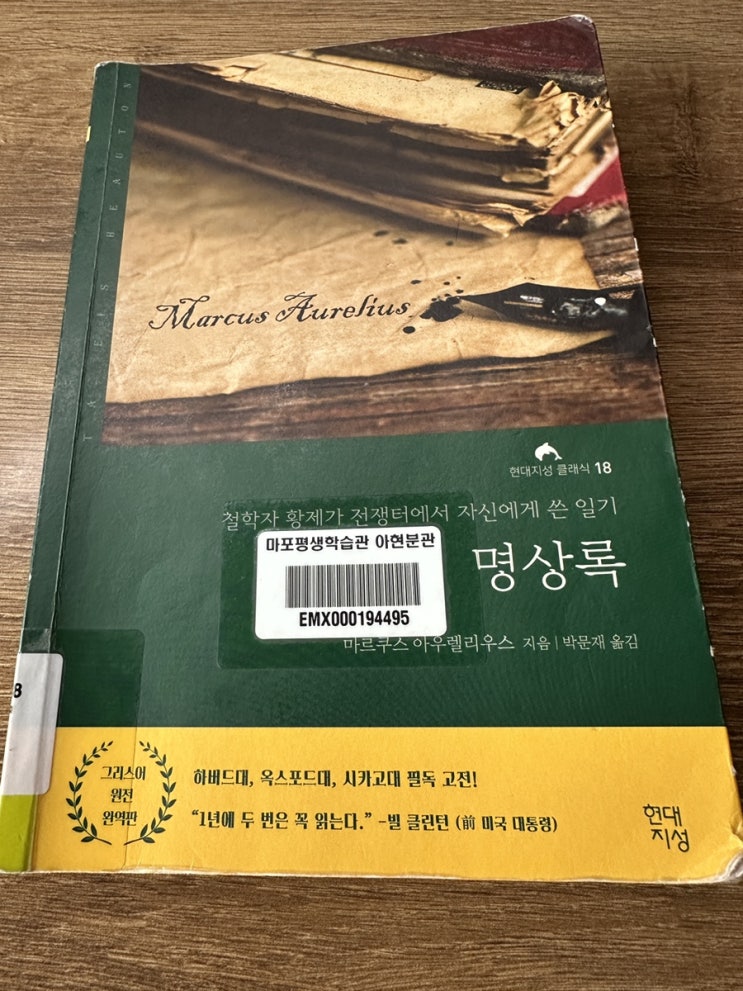 TA EIS HEAUTON
Marcus Aurelius
현대지성 클래식 18
철학자 황제가 전쟁터에서 자신에게 쓴 일기
명상록
마포평생학습관 아현분관
EMX000194495
마르쿠스 아우렐리우스 지음 | 박문재 옮김
8
그리스어
원전
완역판
하버드대, 옥스포드대, 시카고대 필독 고전!
“1년에 두 번은 꼭 읽는다.” -빌 클린턴 (前 미국 대통령)
현대
지성